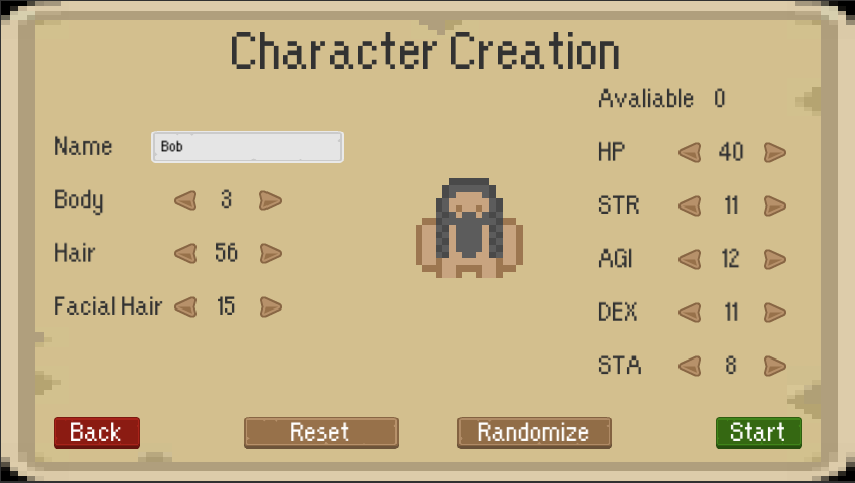 Character Creation
Avaliable 0
Name Bob
HP 40
Body 3
STR 11
Hair 56
AGI 12
Facial Hair 15
DEX 11
STA 8
Back Reset Randomize Start